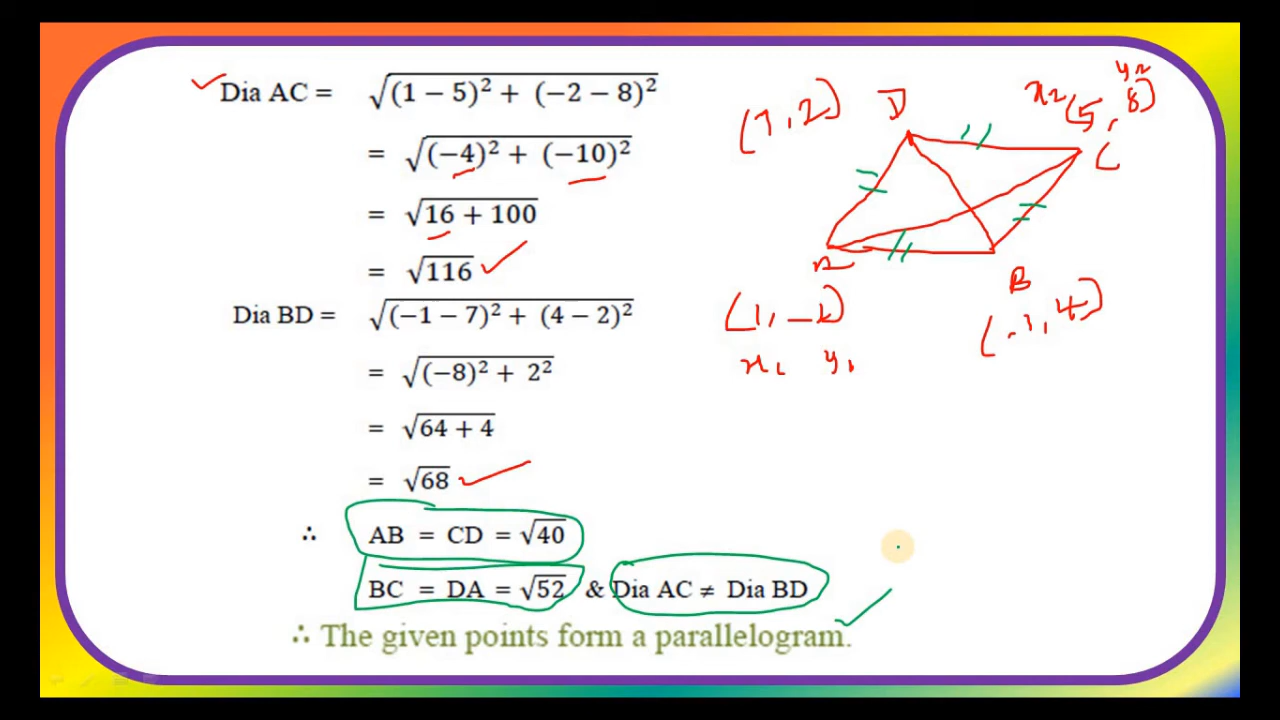 Dia AC = √(1 − 5)² + (−2 − 8)²
= √(−4)² + (−10)²
= √16 + 100
= √116
Dia BD = √(−1 − 7)² + (4 − 2)²
= √(−8)² + 2²
= √64 + 4
= √68
∴ AB = CD = √40
BC = DA = √52 & Dia AC ≠ Dia BD
∴ The given points form a parallelogram.
x₂ y₂
(7, 2) D (5, 8)
C
A B
(1, −2) (-1, 4)
x₁ y₁